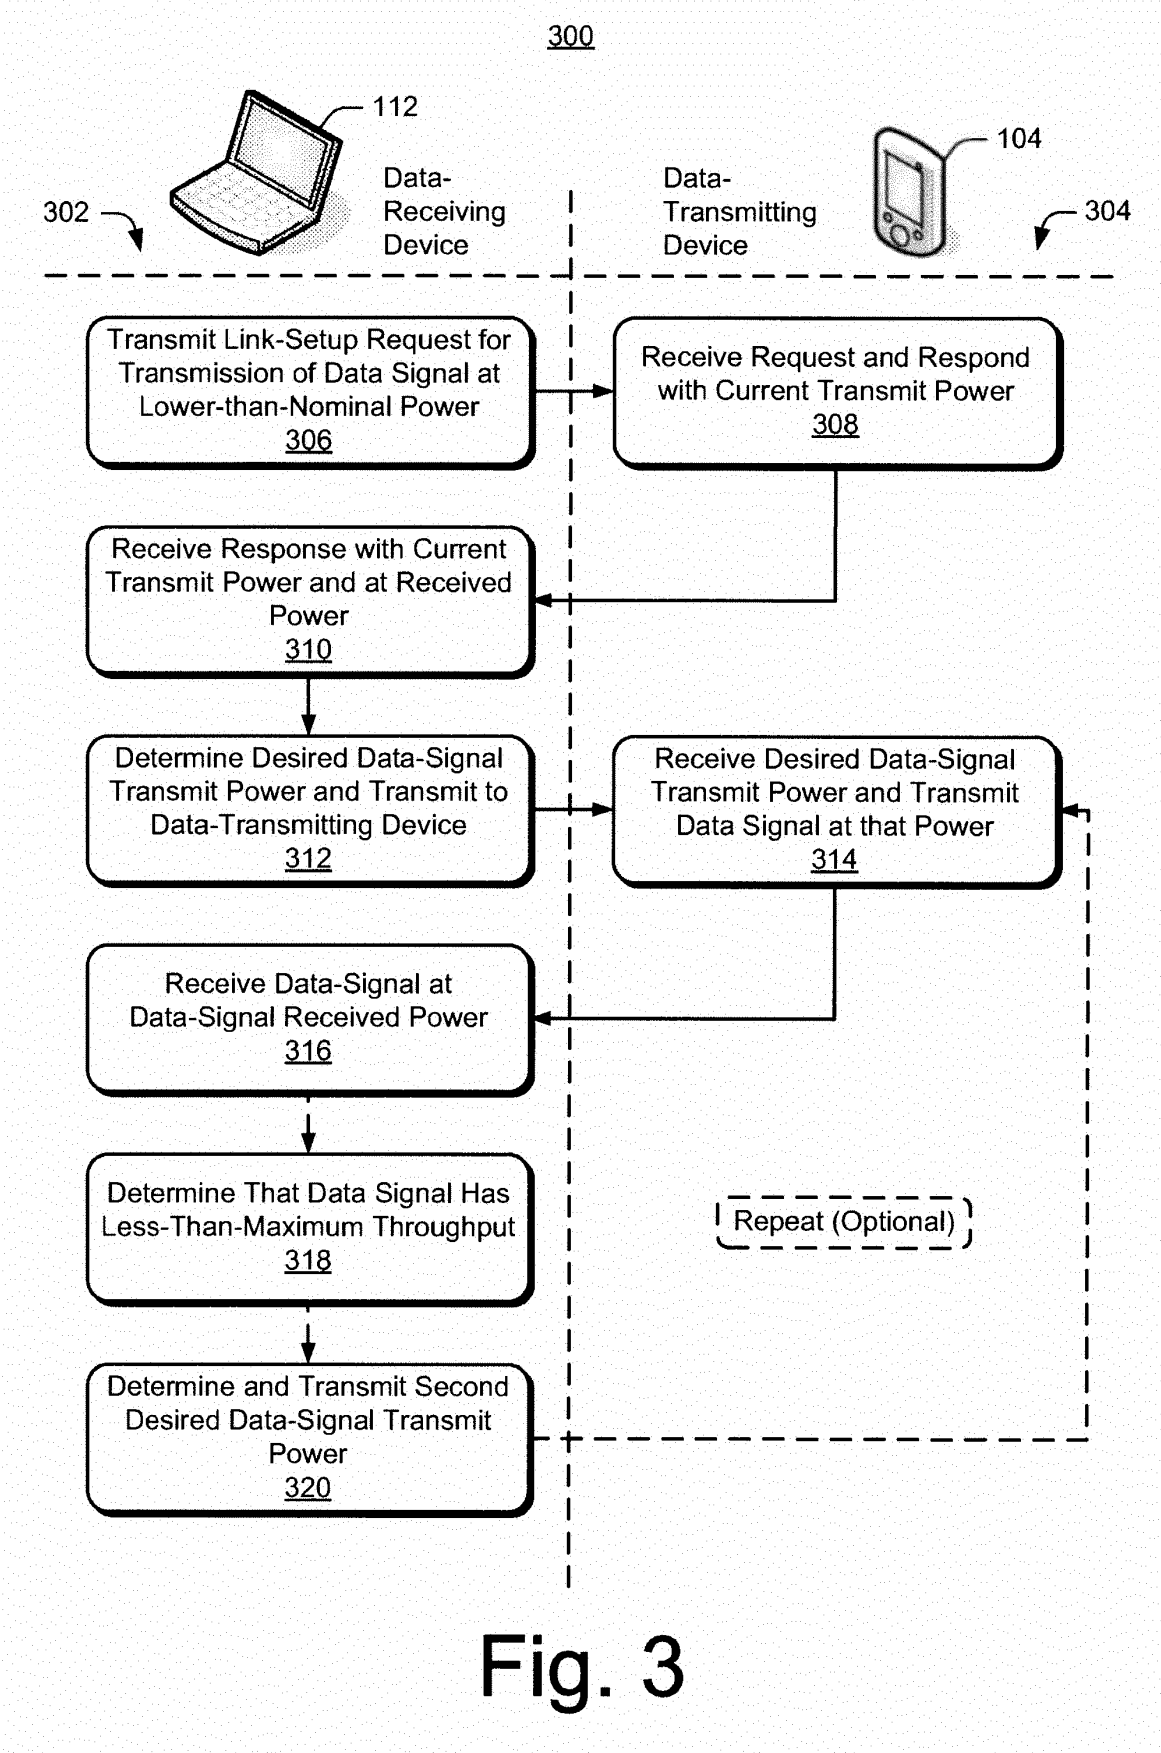 300
112
104
302
Data-
Receiving
Device
Data-
Transmitting
Device
304
Transmit Link-Setup Request for
Transmission of Data Signal at
Lower-than-Nominal Power
306
Receive Request and Respond
with Current Transmit Power
308
Receive Response with Current
Transmit Power and at Received
Power
310
Determine Desired Data-Signal
Transmit Power and Transmit to
Data-Transmitting Device
312
Receive Desired Data-Signal
Transmit Power and Transmit
Data Signal at that Power
314
Receive Data-Signal at
Data-Signal Received Power
316
Determine That Data Signal Has
Less-Than-Maximum Throughput
318
Repeat (Optional)
Determine and Transmit Second
Desired Data-Signal Transmit
Power
320
Fig. 3